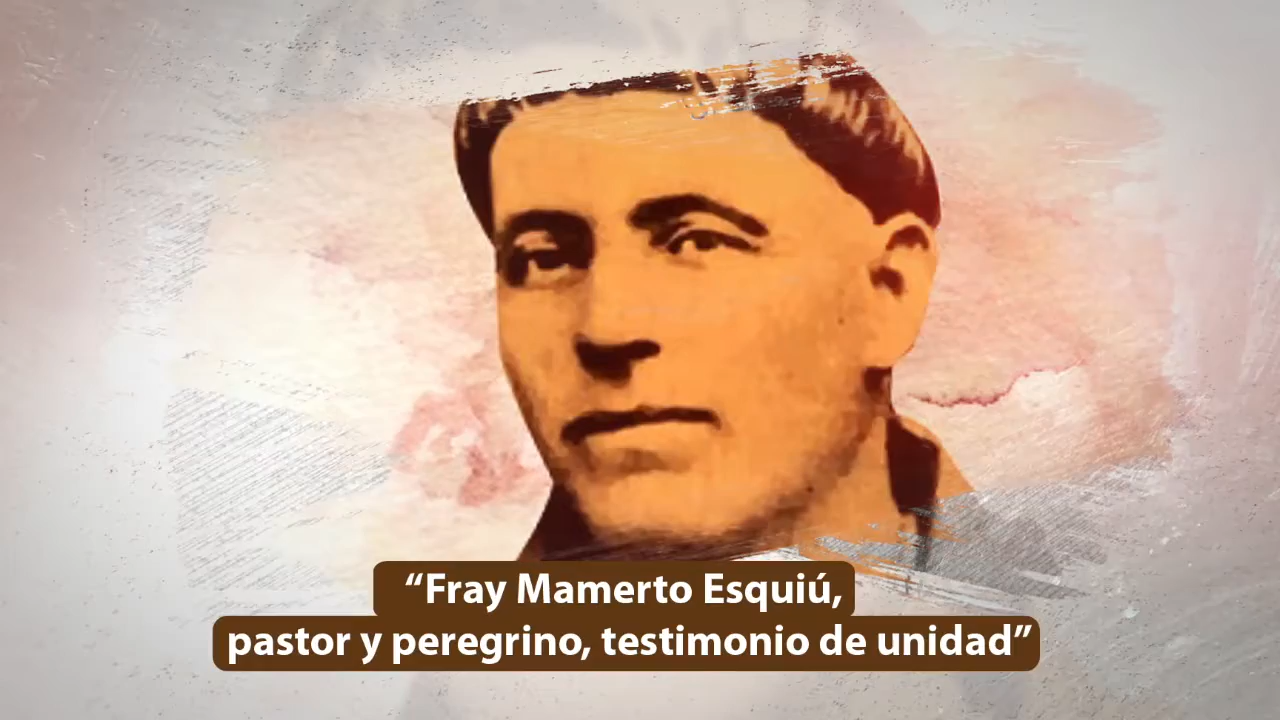 “Fray Mamerto Esquiú,
pastor y peregrino, testimonio de unidad”